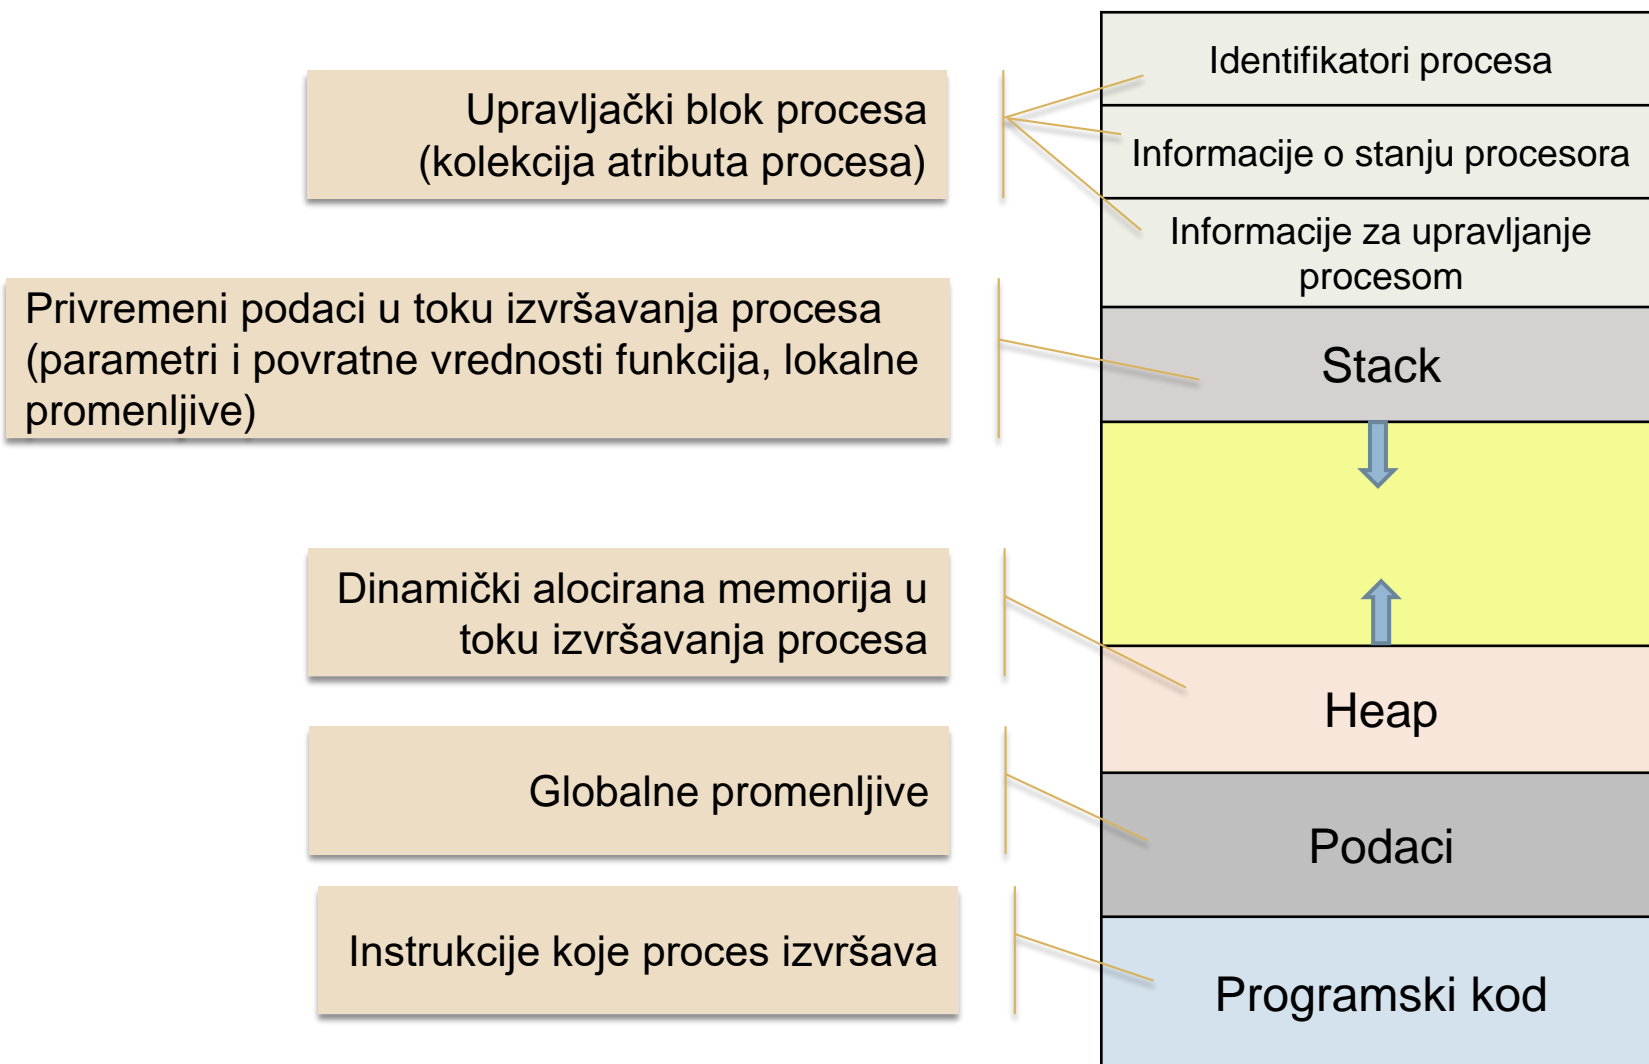 Identifikatori procesa
Upravljački blok procesa
(kolekcija atributa procesa)
Informacije o stanju procesora
Informacije za upravljanje
procesom
Privremeni podaci u toku izvršavanja procesa
(parametri i povratne vrednosti funkcija, lokalne
promenljive)
Stack
Dinamički alocirana memorija u
toku izvršavanja procesa
Heap
Globalne promenljive
Podaci
Instrukcije koje proces izvršava
Programski kod